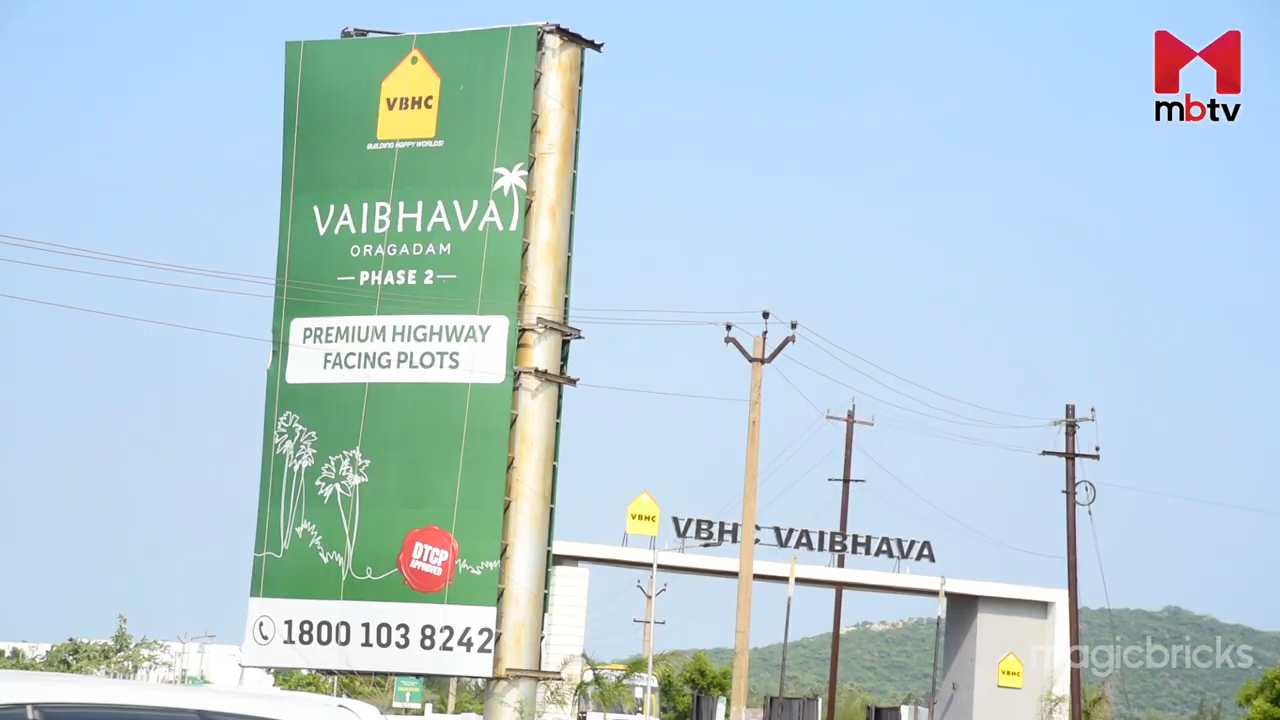 VBHC
BUILDING HAPPY WORLDS!
VAIBHAVA
ORAGADAM
PHASE 2
PREMIUM HIGHWAY
FACING PLOTS
DTCP
APPROVED
1800 103 8242
VBHC
VBHC VAIBHAVA
VBHC
mbtv
magicbricks